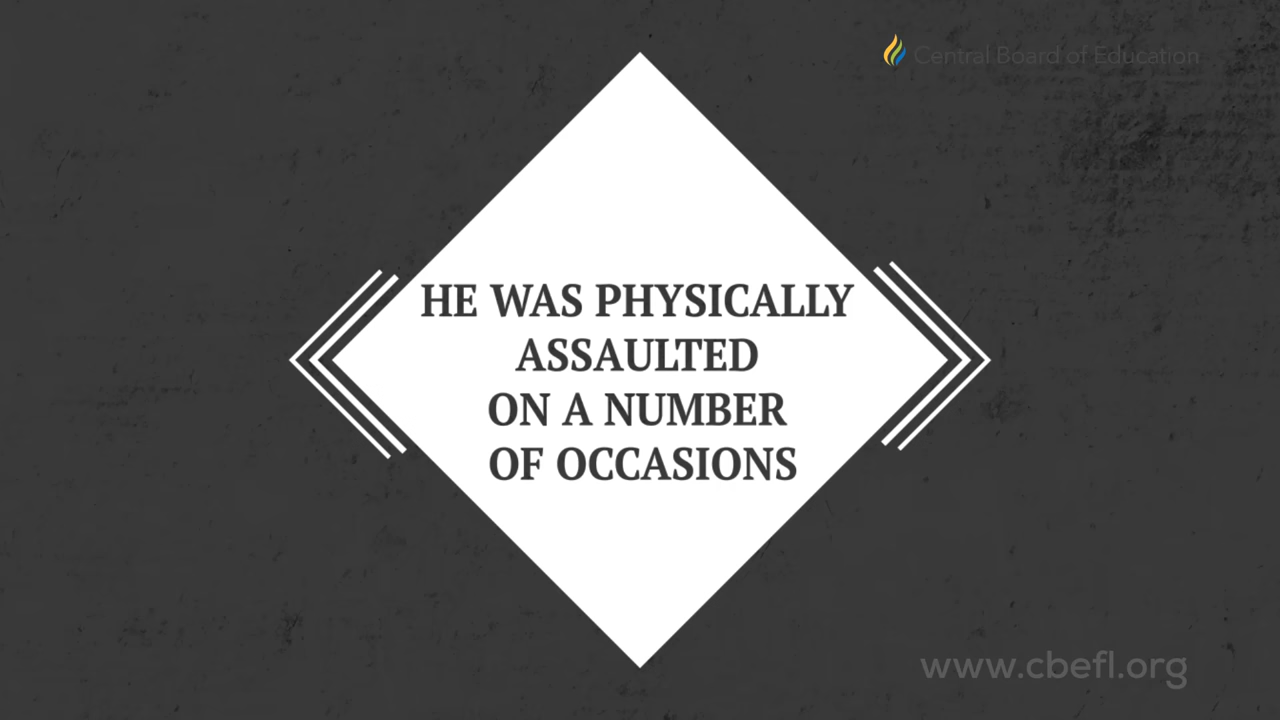 Central Board of Education
HE WAS PHYSICALLY
ASSAULTED
ON A NUMBER
OF OCCASIONS
www.cbefl.org